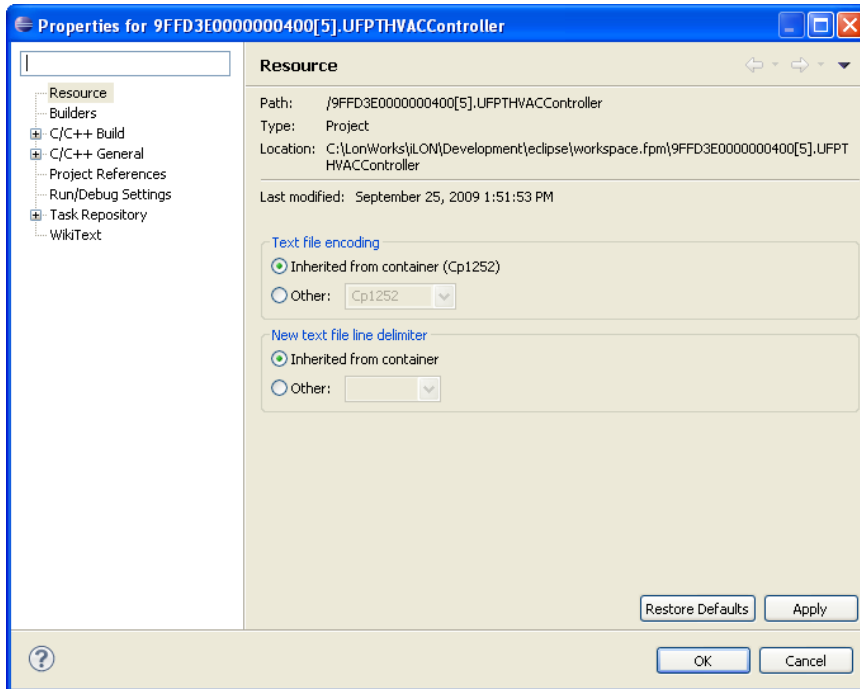 Properties for 9FFD3E0000000400[5].UFPTHVACController
Resource
Resource
Builders
C/C++ Build
C/C++ General
Project References
Run/Debug Settings
Task Repository
WikiText
Path: /9FFD3E0000000400[5].UFPTHVACController
Type: Project
Location: C:\LonWorks\iLON\Development\eclipse\workspace.fpm\9FFD3E0000000400[5].UFPT
HVACController
Last modified: September 25, 2009 1:51:53 PM
Text file encoding
Inherited from container (Cp1252)
Other: Cp1252
New text file line delimiter
Inherited from container
Other:
Restore Defaults Apply
? OK Cancel